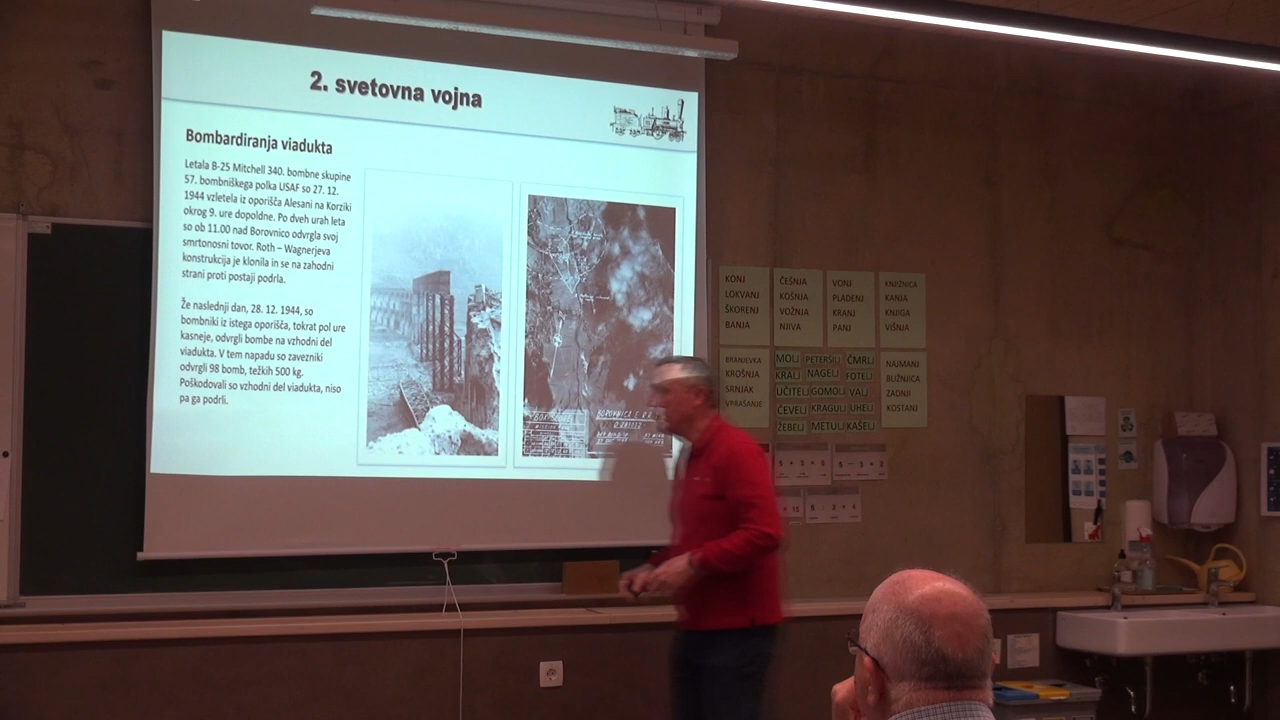 2. svetovna vojna
Bombardiranja viadukta
Letala B-25 Mitchell 340. bombne skupine
57. bombniškega polka USAF so 27. 12.
1944 vzletela iz oporišča Alesani na Korziki
okrog 9. ure dopoldne. Po dveh urah leta
so ob 11.00 nad Borovnico odvrgla svoj
smrtonosni tovor. Roth – Wagnerjeva
konstrukcija je klonila in se na zahodni
strani proti postaji podrla.
Že naslednji dan, 28. 12. 1944, so
bombniki iz istega oporišča, tokrat pol ure
kasneje, odvrgli bombe na vzhodni del
viadukta. V tem napadu so zavezniki
odvrgli 98 bomb, težkih 500 kg.
Poškodovali so vzhodni del viadukta, niso
pa ga podrli.
BOROVNICA
KONJ
LOKVANJ
ŠKORENJ
BANJA
ČEŠNJA
KOŠNJA
VOŽNJA
NJIVA
VONJ
PLADENJ
KRANJ
PANJ
KNJIŽNICA
KANJA
KNJIGA
VIŠNJA
BRANJEVKA
KROŠNJA
SRNJAK
VPRAŠANJE
MOLJ PETERŠILJ ČMRLJ
KRALJ NAGELJ FOTELJ
UČITELJ GOMOLJ VALJ
ČEVELJ KRAGULJ UHELJ
ŽEBELJ METULJ KAŠELJ
NAJMANJ
BLIŽNJICA
ZADNJI
KOSTANJ